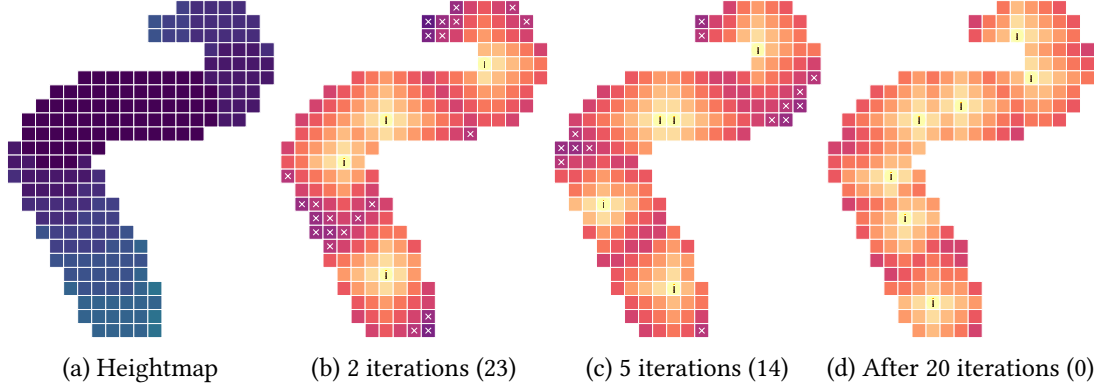 (a) Heightmap
(b) 2 iterations (23)
(c) 5 iterations (14)
(d) After 20 iterations (0)